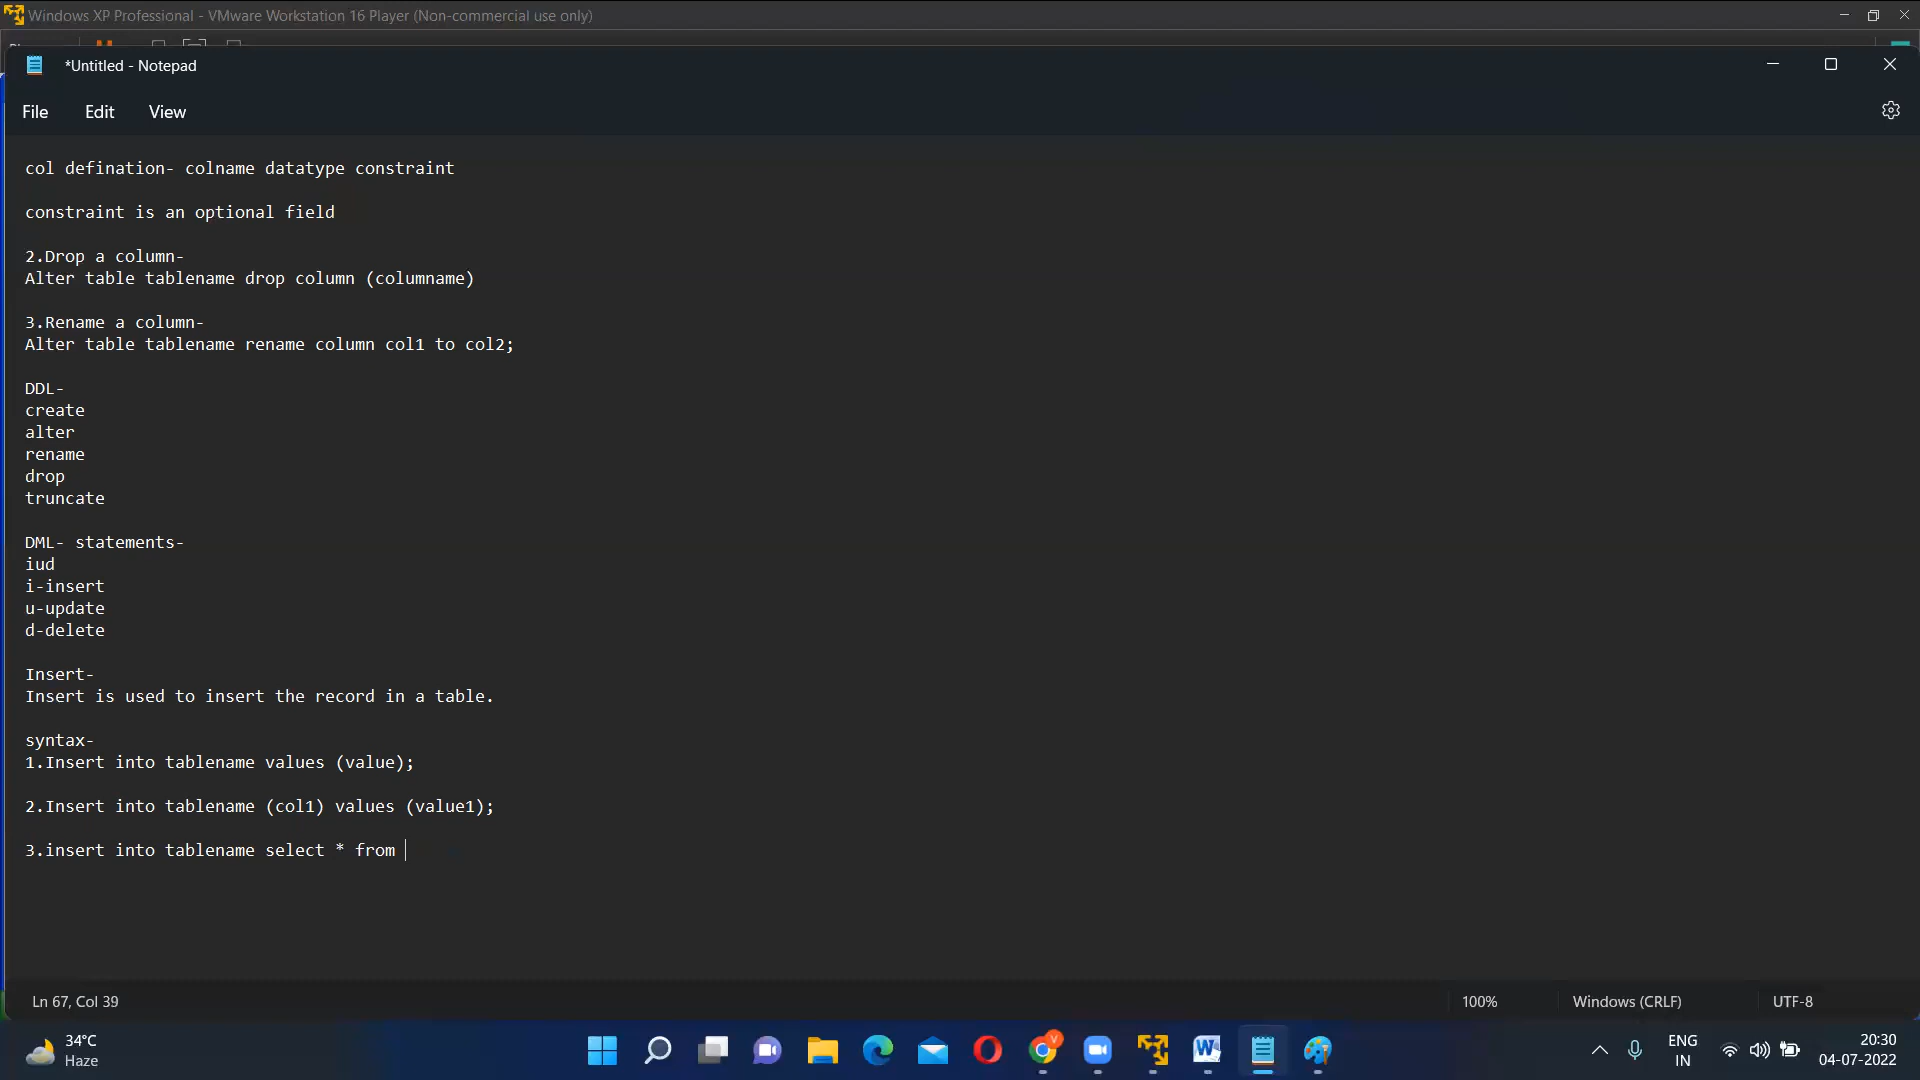 Windows XP Professional - VMware Workstation 16 Player (Non-commercial use only)
*Untitled - Notepad
File Edit View
col defination- colname datatype constraint
constraint is an optional field
2.Drop a column-
Alter table tablename drop column (columname)
3.Rename a column-
Alter table tablename rename column col1 to col2;
DDL-
create
alter
rename
drop
truncate
DML- statements-
iud
i-insert
u-update
d-delete
Insert-
Insert is used to insert the record in a table.
syntax-
1.Insert into tablename values (value);
2.Insert into tablename (col1) values (value1);
3.insert into tablename select * from
Ln 67, Col 39
100%
Windows (CRLF)
UTF-8
34°C
Haze
V
W
ENG
IN
20:30
04-07-2022